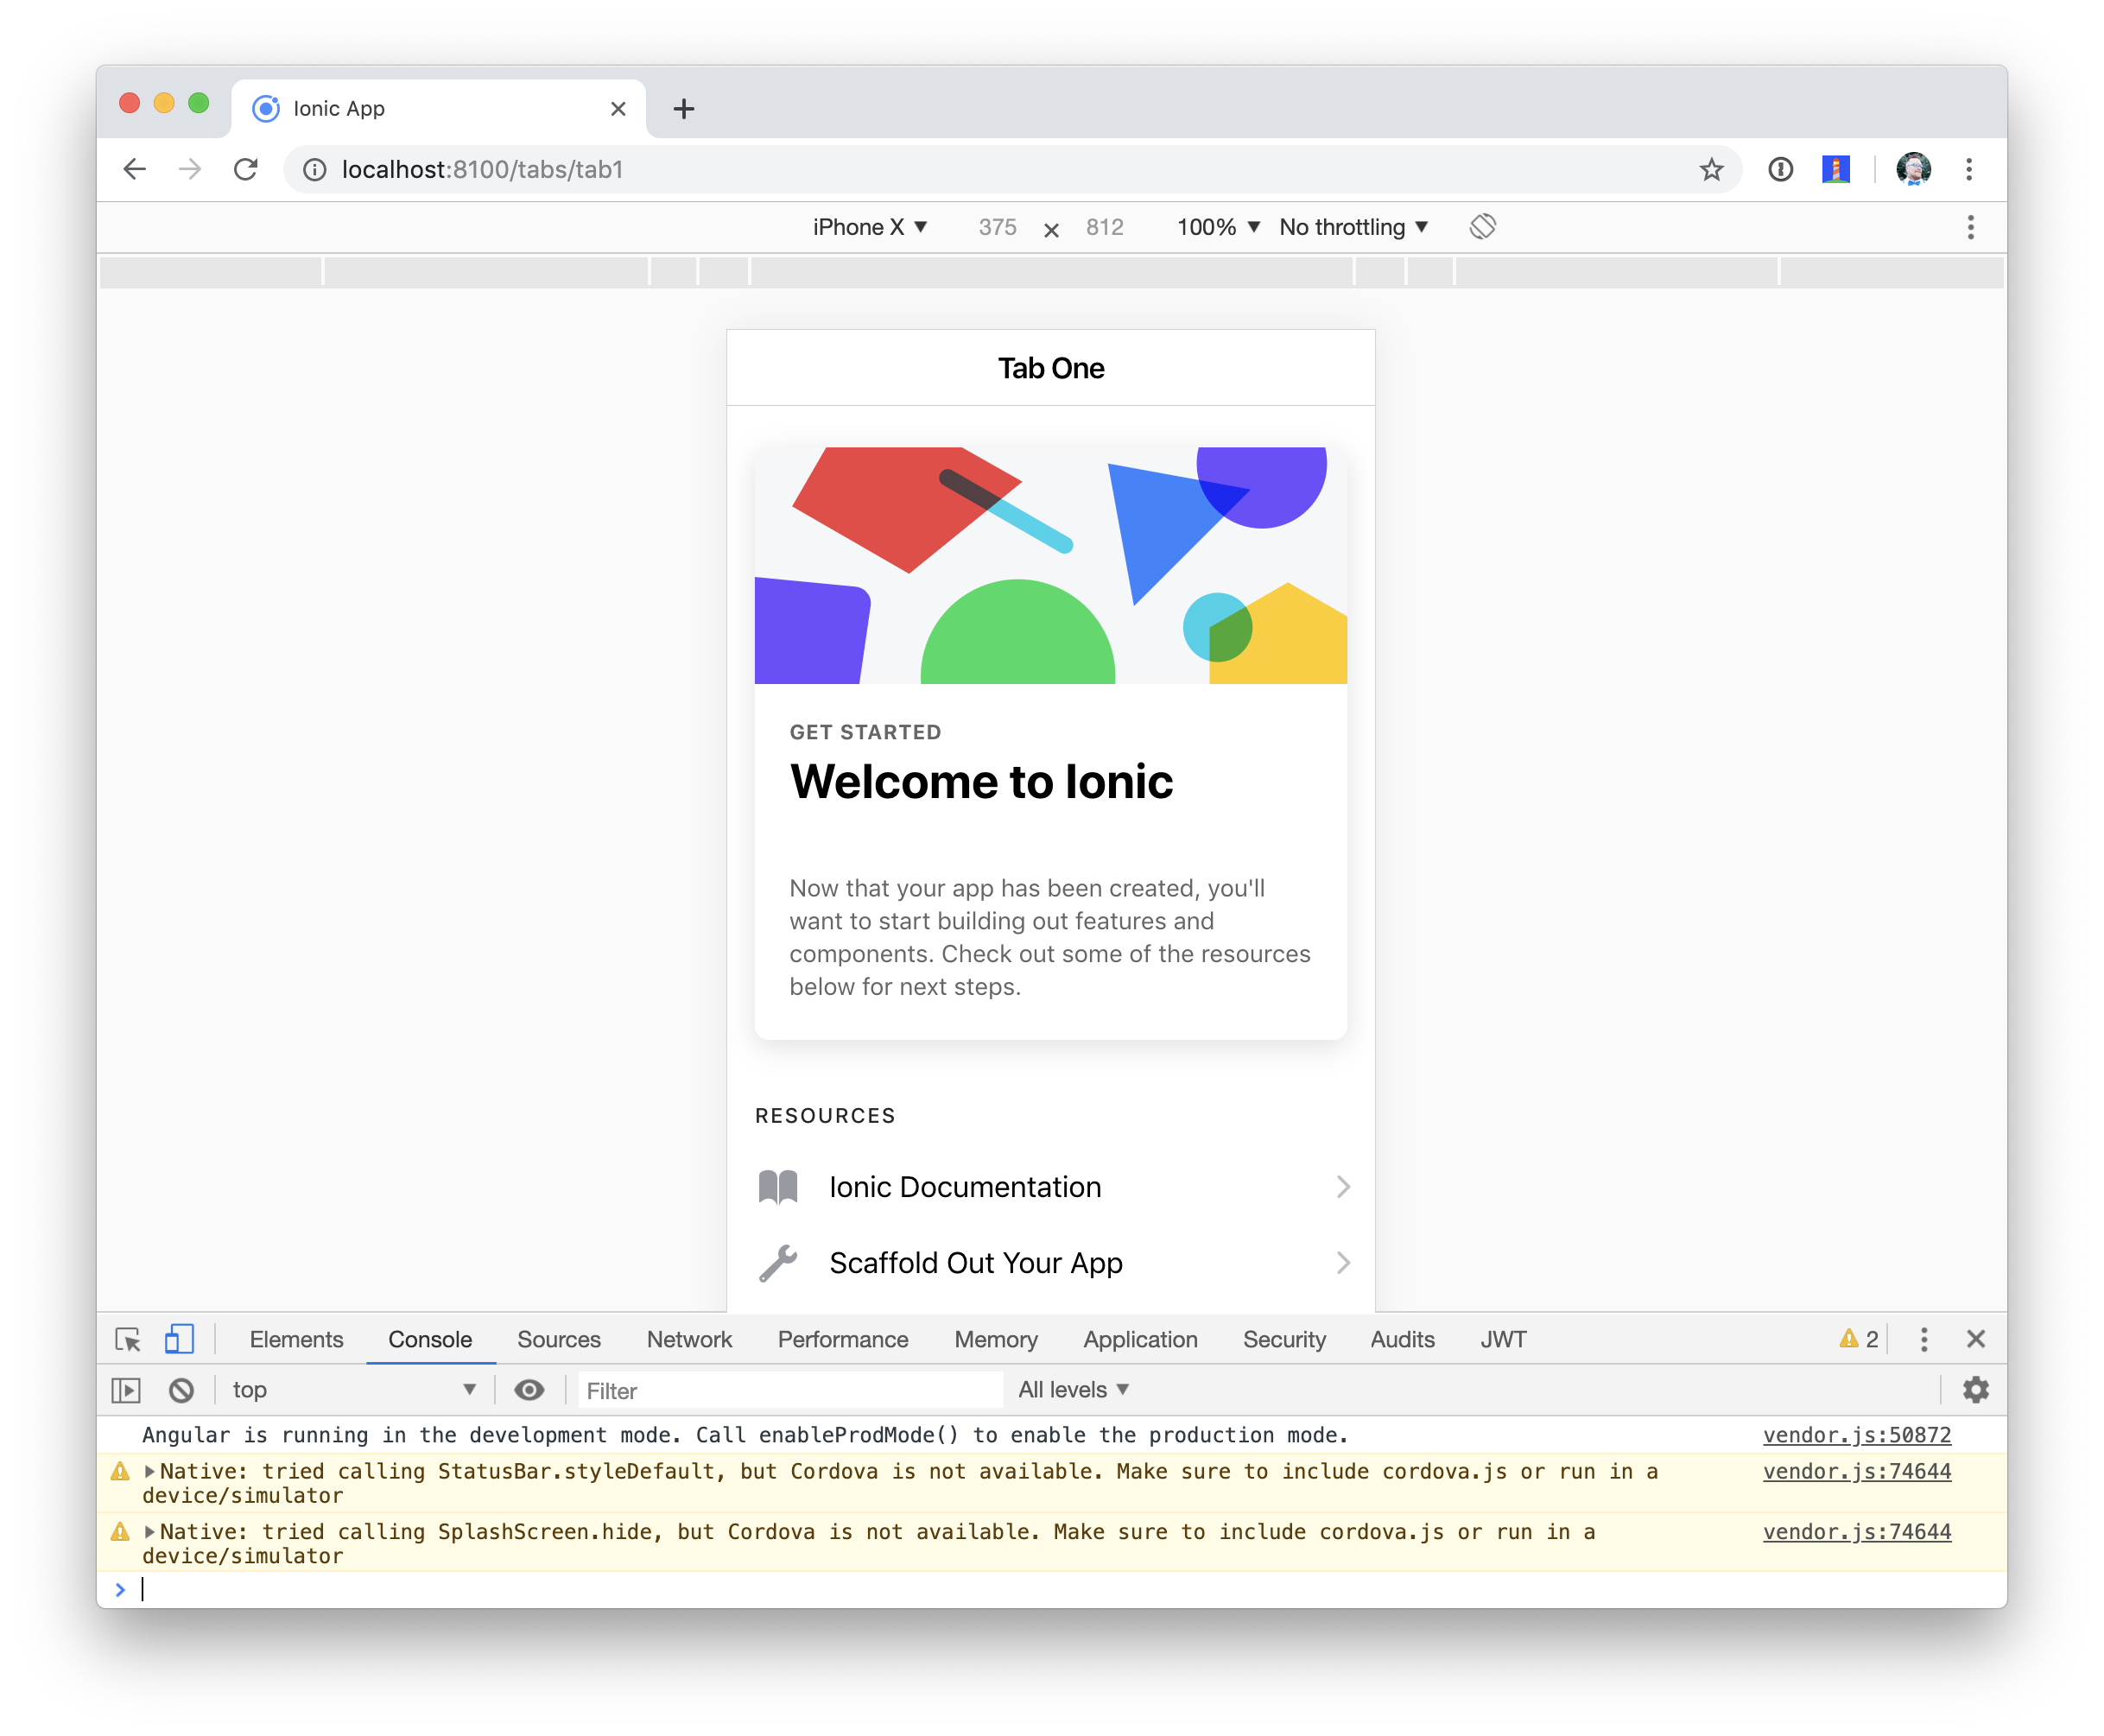 Ionic App
localhost:8100/tabs/tab1
iPhone X ▼ 375 × 812 100% ▼ No throttling ▼
Tab One
GET STARTED
Welcome to Ionic
Now that your app has been created, you'll
want to start building out features and
components. Check out some of the resources
below for next steps.
RESOURCES
Ionic Documentation
Scaffold Out Your App
Elements Console Sources Network Performance Memory Application Security Audits JWT 2
top ▼ Filter All levels ▼
Angular is running in the development mode. Call enableProdMode() to enable the production mode. vendor.js:50872
Native: tried calling StatusBar.styleDefault, but Cordova is not available. Make sure to include cordova.js or run in a vendor.js:74644
device/simulator
Native: tried calling SplashScreen.hide, but Cordova is not available. Make sure to include cordova.js or run in a vendor.js:74644
device/simulator